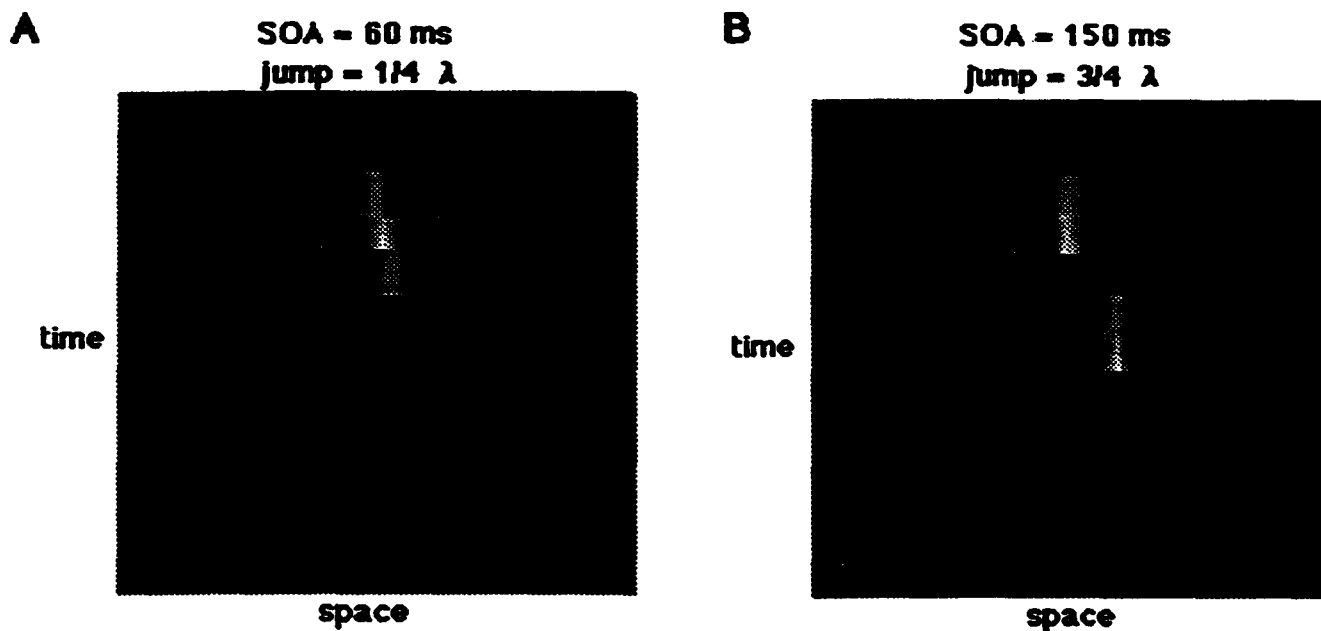 A
SOA = 60 ms
jump = 1/4 λ
time
space
B
SOA = 150 ms
jump = 3/4 λ
time
space